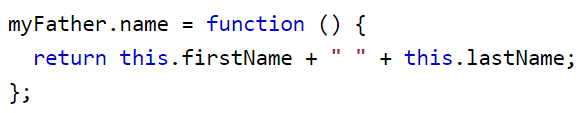 myFather.name = function () {
  return this.firstName + " " + this.lastName;
};